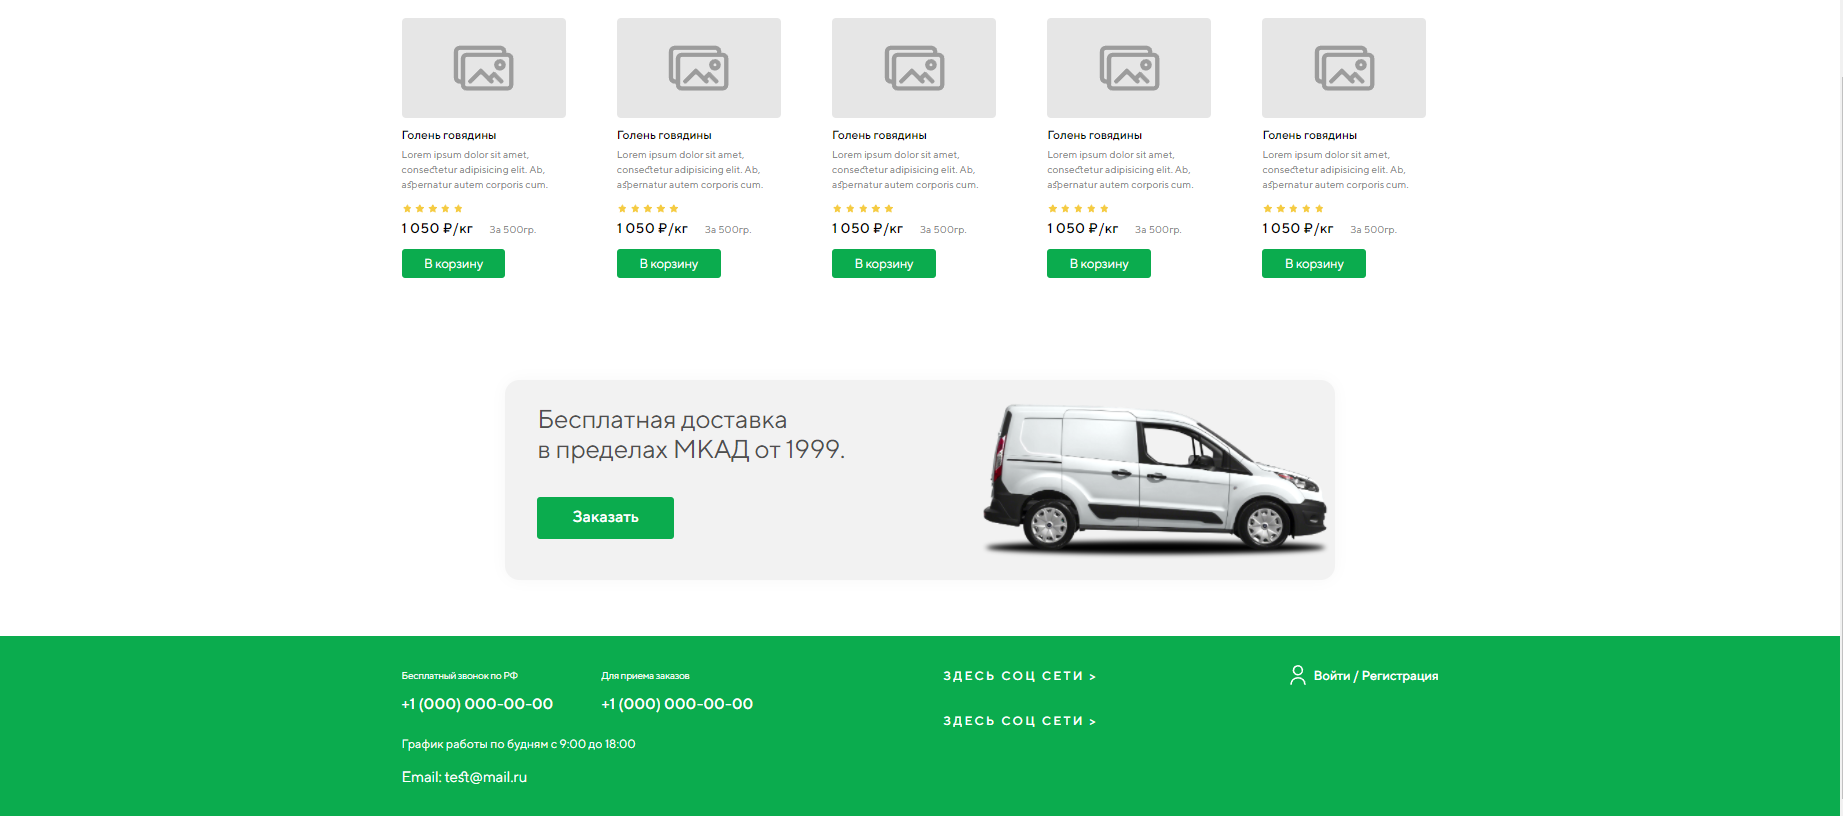 Голень говядины
Lorem ipsum dolor sit amet,
consectetur adipisicing elit. Ab,
aspernatur autem corporis cum.
1 050 ₽/кг За 500гр.
В корзину
Голень говядины
Lorem ipsum dolor sit amet,
consectetur adipisicing elit. Ab,
aspernatur autem corporis cum.
1 050 ₽/кг За 500гр.
В корзину
Голень говядины
Lorem ipsum dolor sit amet,
consectetur adipisicing elit. Ab,
aspernatur autem corporis cum.
1 050 ₽/кг За 500гр.
В корзину
Голень говядины
Lorem ipsum dolor sit amet,
consectetur adipisicing elit. Ab,
aspernatur autem corporis cum.
1 050 ₽/кг За 500гр.
В корзину
Голень говядины
Lorem ipsum dolor sit amet,
consectetur adipisicing elit. Ab,
aspernatur autem corporis cum.
1 050 ₽/кг За 500гр.
В корзину
Бесплатная доставка
в пределах МКАД от 1999.
Заказать
Бесплатный звонок по РФ
+1 (000) 000-00-00
Для приема заказов
+1 (000) 000-00-00
График работы по будням с 9:00 до 18:00
Email: test@mail.ru
ЗДЕСЬ СОЦ СЕТИ >
ЗДЕСЬ СОЦ СЕТИ >
Войти / Регистрация